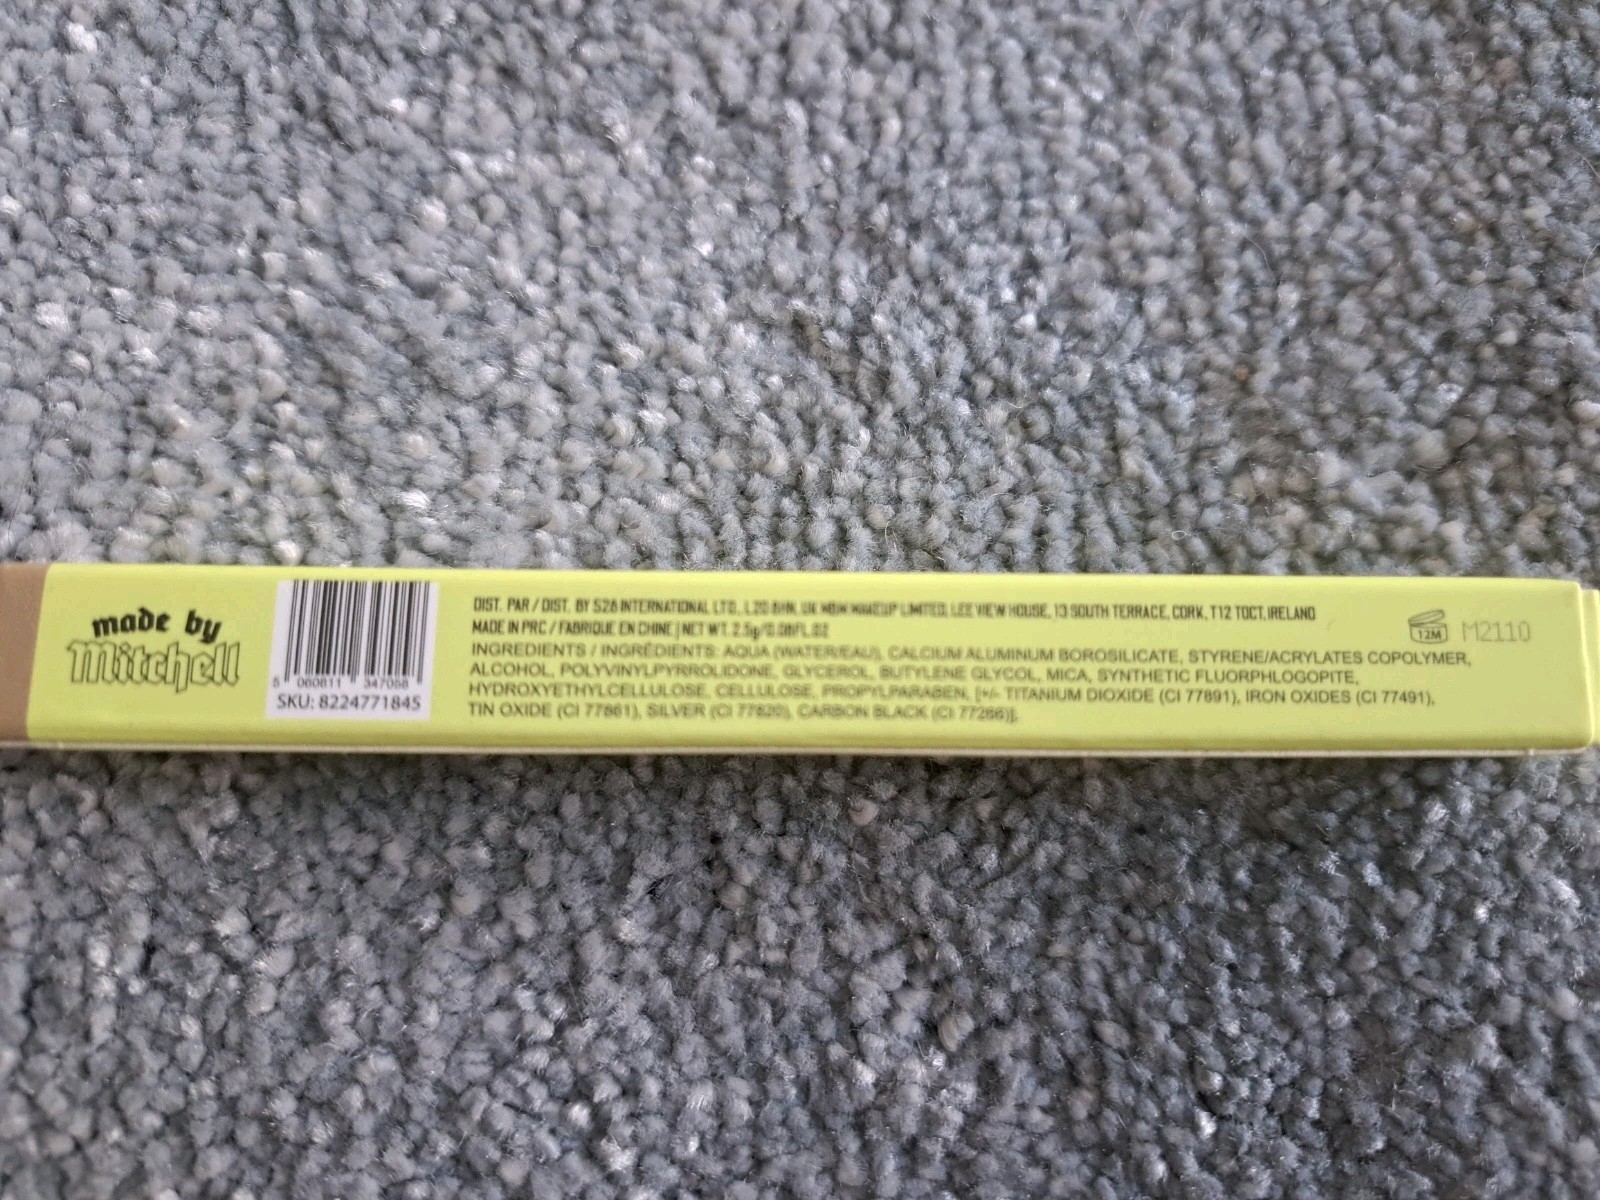 made by
Mitchell
5 060811 347058
SKU: 8224771845
DIST. PAR / DIST. BY S28 INTERNATIONAL LTD., L20 LIMITED, LEE VIEW HOUSE, 13 SOUTH TERRACE, CORK, T12 T0CT, IRELAND
MADE IN PRC / FABRIQUE EN CHINE | NET WT. 2.5g/0.08FL.OZ
INGREDIENTS / INGRÉDIENTS: AQUA (WATER/EAU), CALCIUM ALUMINUM BOROSILICATE, STYRENE/ACRYLATES COPOLYMER,
ALCOHOL, POLYVINYLPYRROLIDONE, GLYCEROL, BUTYLENE GLYCOL, MICA, SYNTHETIC FLUORPHLOGOPITE,
HYDROXYETHYLCELLULOSE, CELLULOSE, PROPYLPARABEN, [+/- TITANIUM DIOXIDE (CI 77891), IRON OXIDES (CI 77491),
TIN OXIDE (CI 77861), SILVER (CI 77820), CARBON BLACK (CI 77266)].
12M
M2110